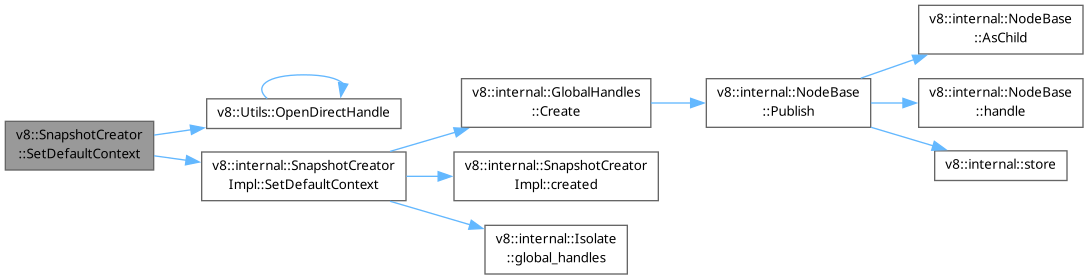 v8::SnapshotCreator
::SetDefaultContext
v8::Utils::OpenDirectHandle
v8::internal::SnapshotCreator
Impl::SetDefaultContext
v8::internal::GlobalHandles
::Create
v8::internal::SnapshotCreator
Impl::created
v8::internal::Isolate
::global_handles
v8::internal::NodeBase
::Publish
v8::internal::NodeBase
::AsChild
v8::internal::NodeBase
::handle
v8::internal::store